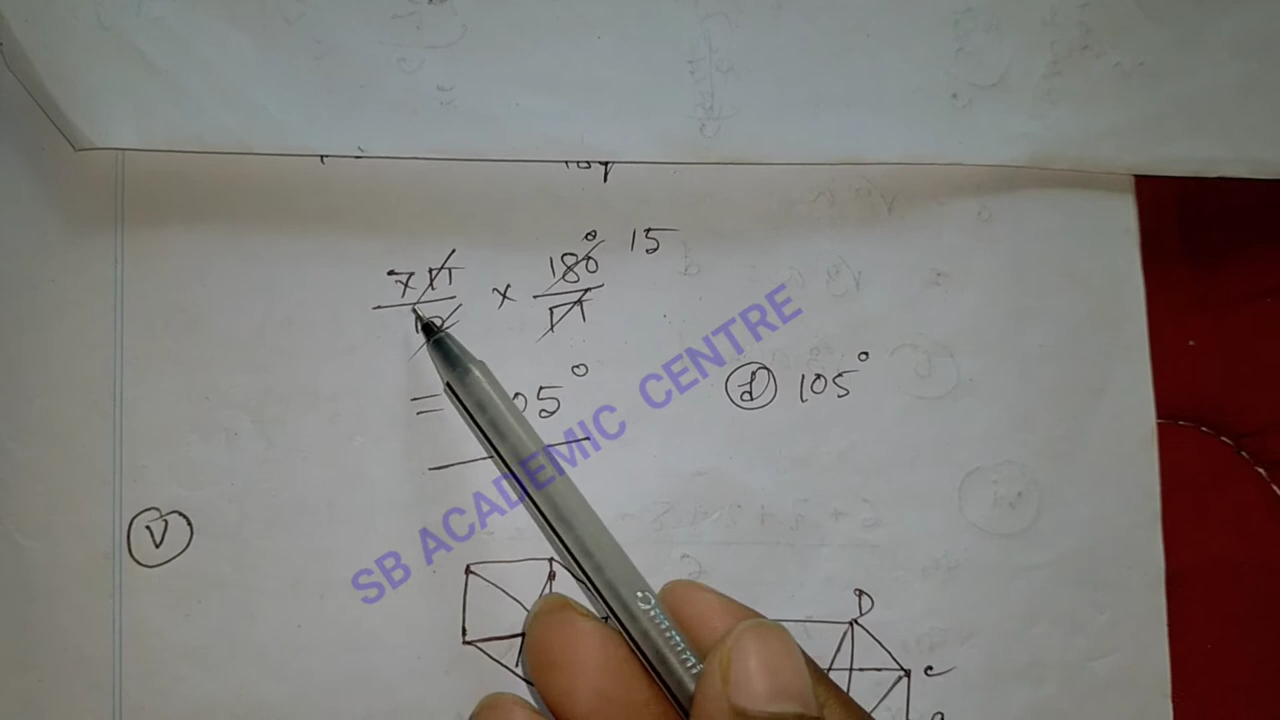 7π/12 × 180°/π 15
= 105° (d) 105°
SB ACADEMIC CENTRE
(V)
D
C